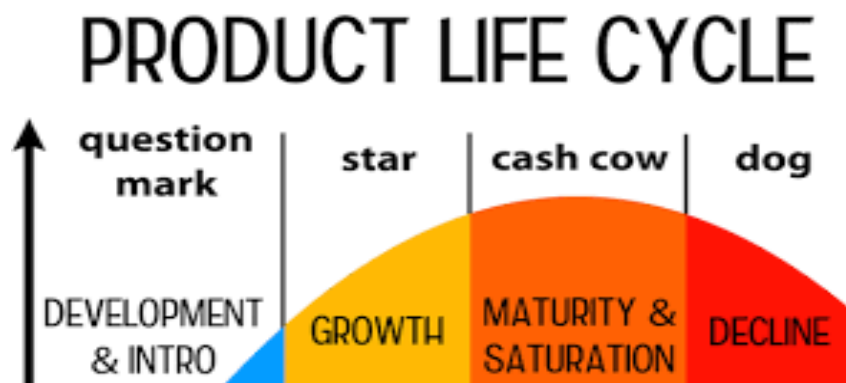 PRODUCT LIFE CYCLE
question
mark
star
cash cow
dog
DEVELOPMENT
& INTRO
GROWTH
MATURITY &
SATURATION
DECLINE